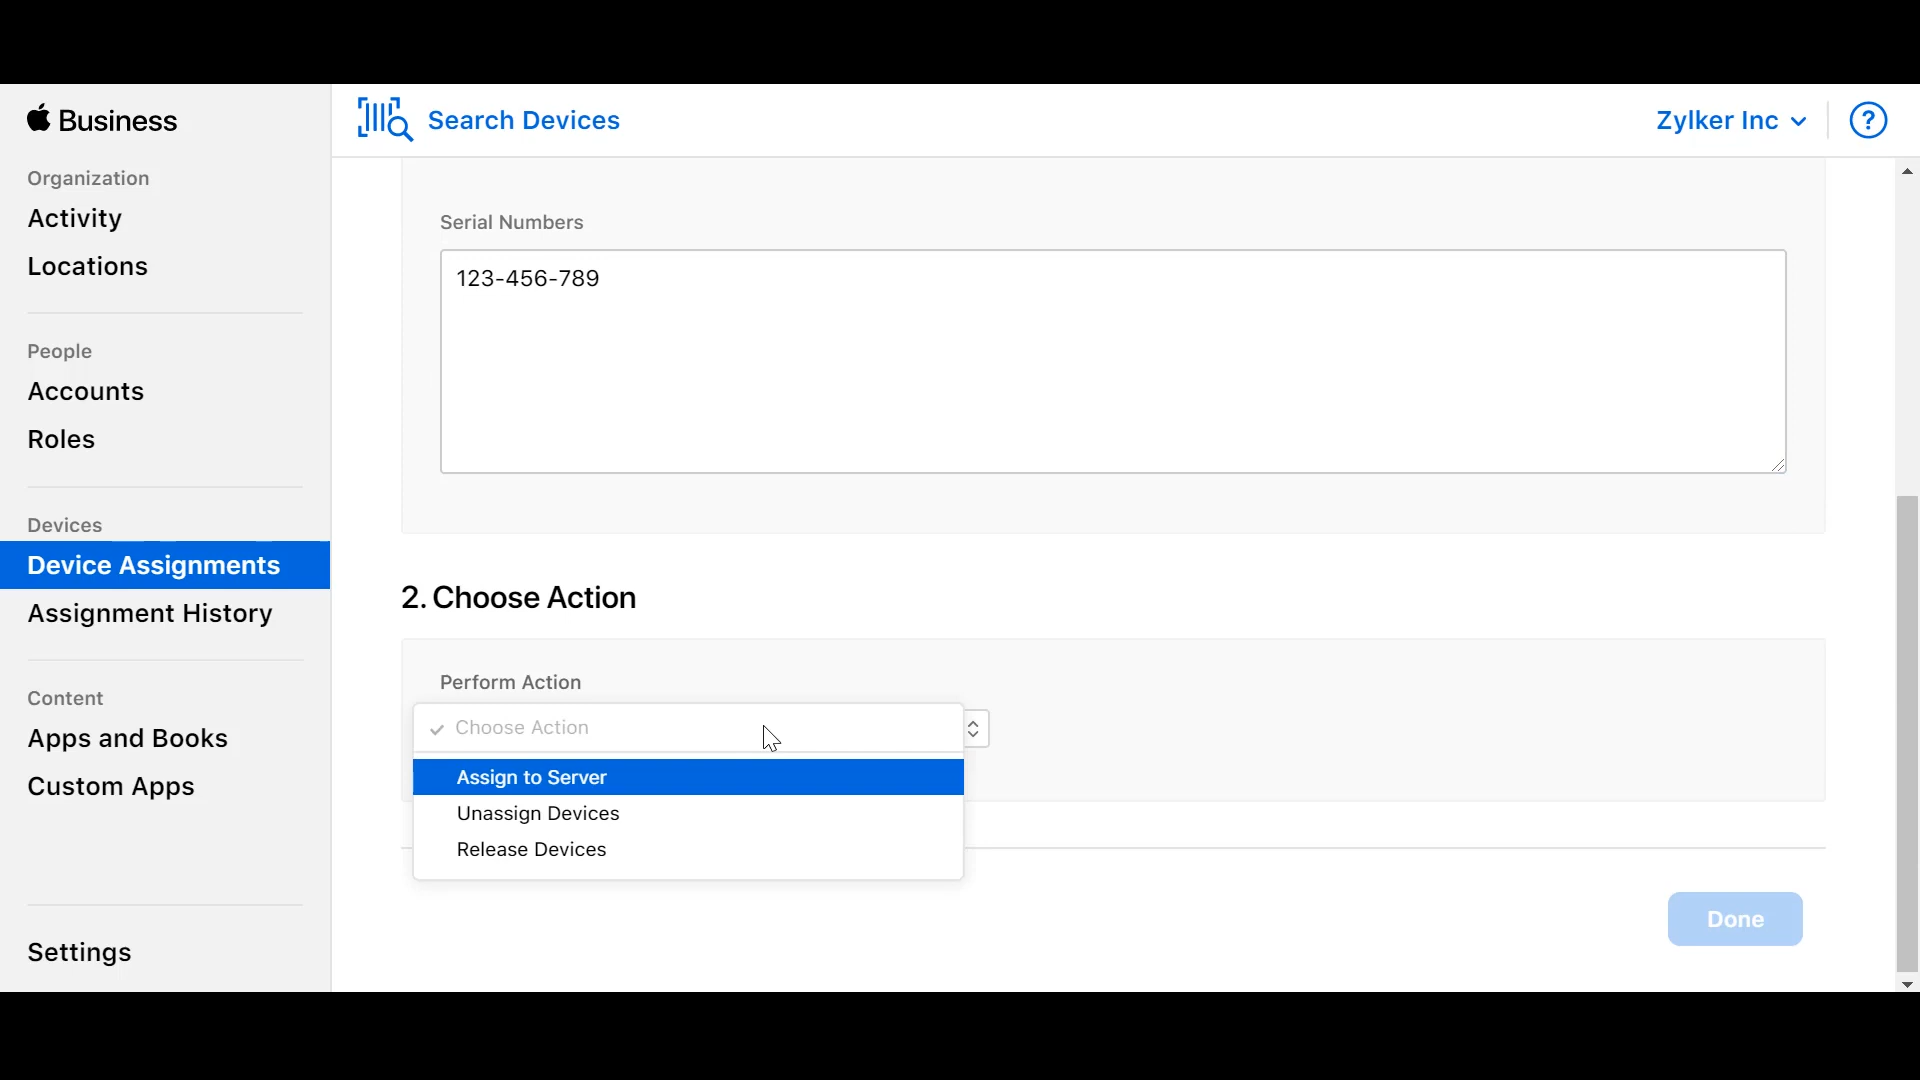 Business
Search Devices
Zylker Inc
?
Organization
Activity
Locations
People
Accounts
Roles
Devices
Device Assignments
Assignment History
Content
Apps and Books
Custom Apps
Settings
Serial Numbers
123-456-789
2. Choose Action
Perform Action
Choose Action
Assign to Server
Unassign Devices
Release Devices
Done